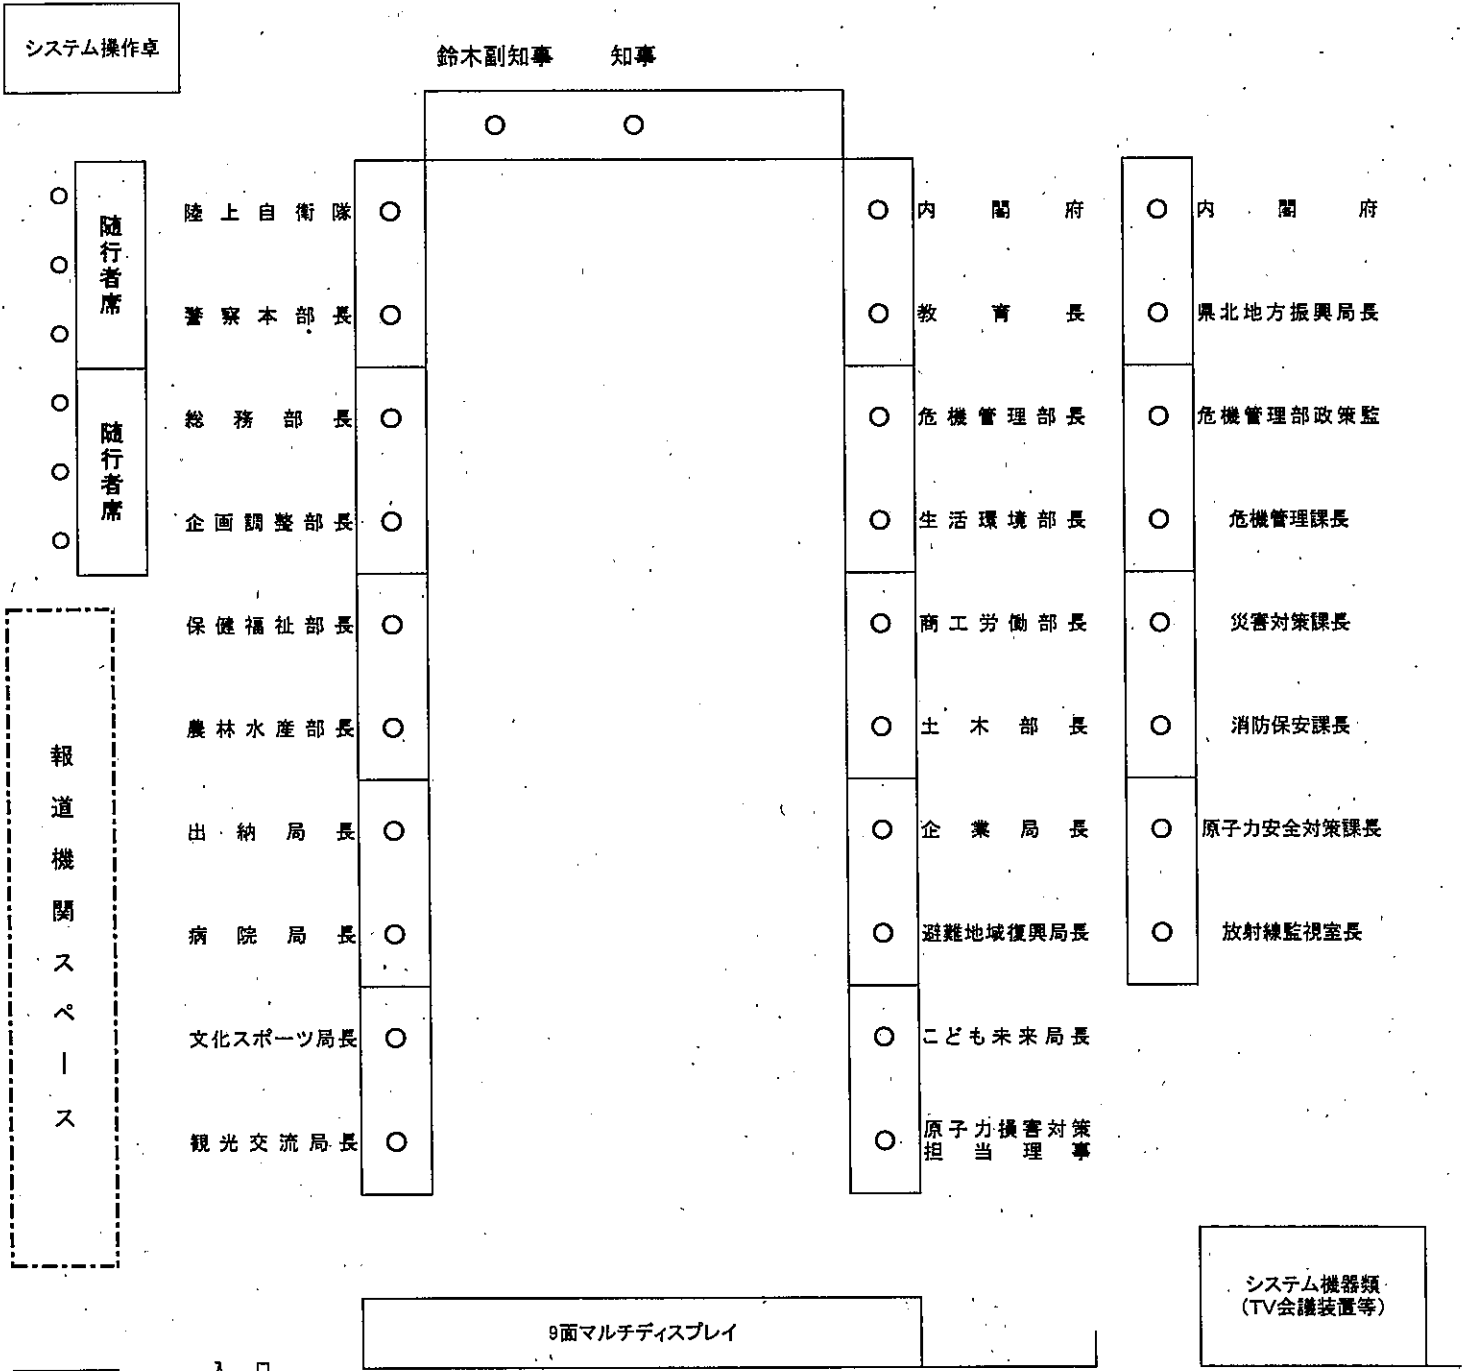 システム操作卓
鈴木副知事 知事
随行者席
随行者席
陸上自衛隊
警察本部長
総務部長
企画調整部長
保健福祉部長
農林水産部長
出納局長
病院局長
文化スポーツ局長
観光交流局長
内閣府
教育長
危機管理部長
生活環境部長
商工労働部長
土木部長
企業局長
避難地域復興局長
こども未来局長
原子力損害対策
担当理事
内閣府
県北地方振興局長
危機管理部政策監
危機管理課長
災害対策課長
消防保安課長
原子力安全対策課長
放射線監視室長
報道機関スペース
システム機器類
(TV会議装置等)
9面マルチディスプレイ
入口